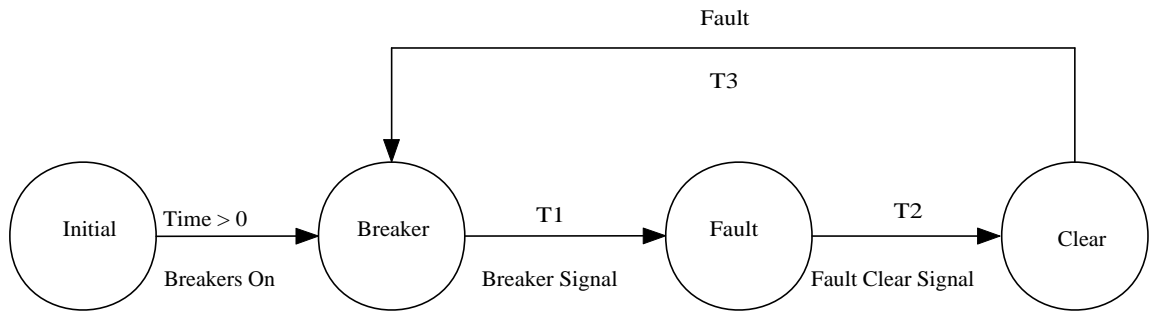 Fault
T3
Time > 0
T1
T2
Initial
Breaker
Fault
Clear
Breakers On
Breaker Signal
Fault Clear Signal